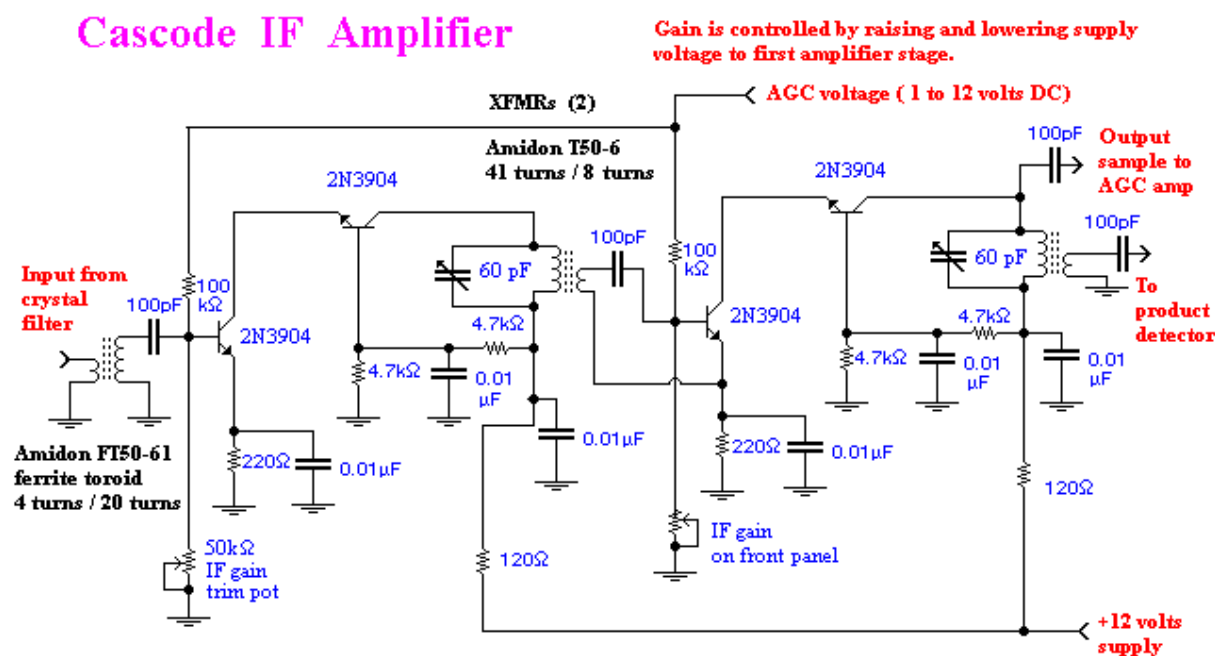 Cascode IF Amplifier
Gain is controlled by raising and lowering supply
voltage to first amplifier stage.
AGC voltage ( 1 to 12 volts DC)
XFMRs (2)
Amidon T50-6
41 turns / 8 turns
100pF
Output
sample to
AGC amp
2N3904
2N3904
100pF
100pF
100
kΩ
60 pF
60 pF
Input from
crystal
filter
100
kΩ
100pF
To
product
detector
2N3904
2N3904
4.7kΩ
4.7kΩ
4.7kΩ
0.01
µF
4.7kΩ
0.01
µF
0.01
µF
0.01µF
Amidon FT50-61
ferrite toroid
4 turns / 20 turns
220Ω
0.01µF
220Ω
0.01µF
120Ω
50kΩ
IF gain
trim pot
120Ω
IF gain
on front panel
+12 volts
supply